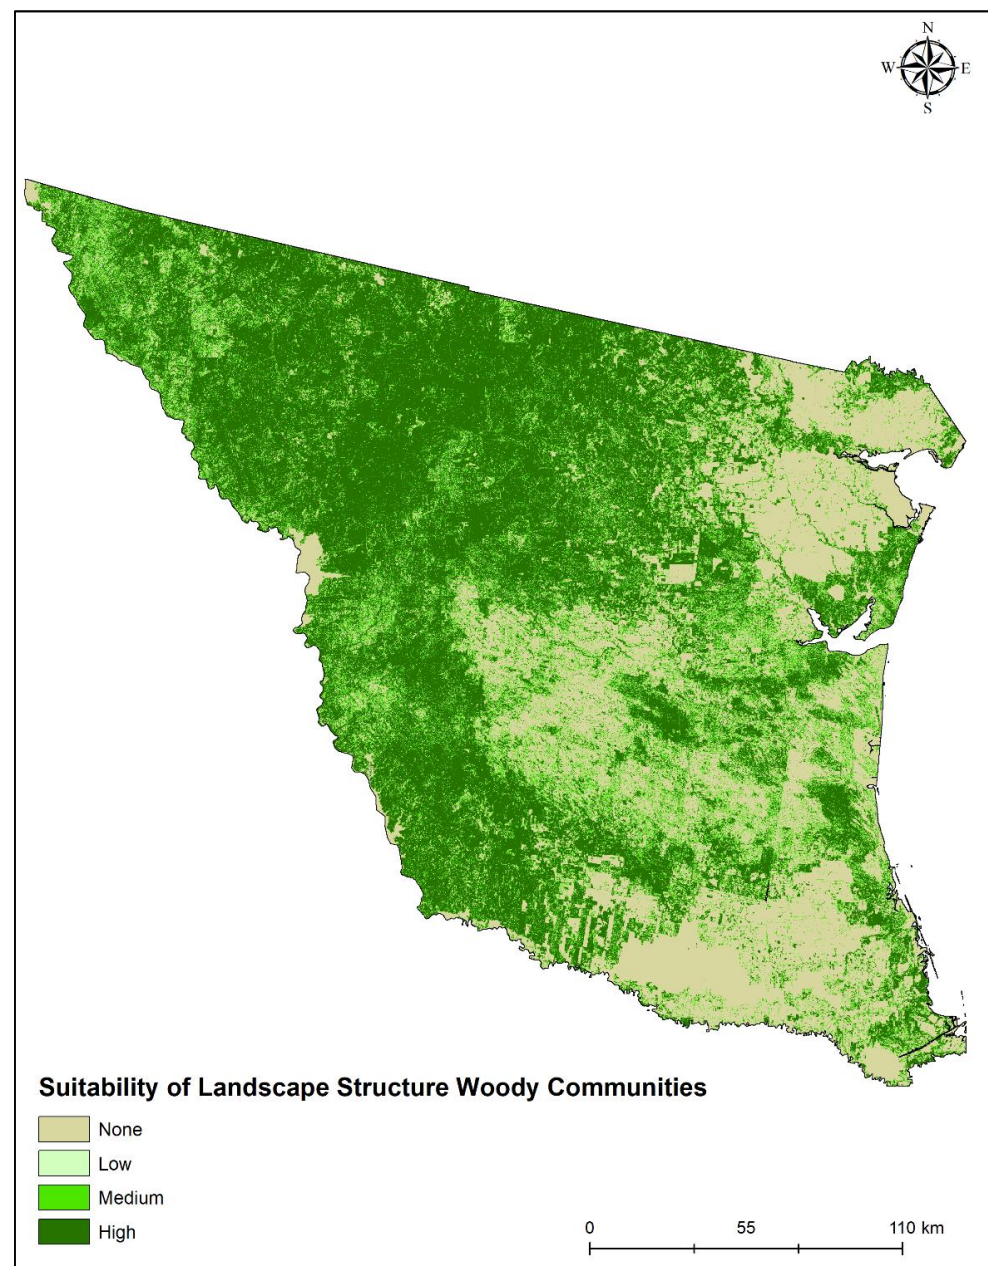 N
W E
S
Suitability of Landscape Structure Woody Communities
None
Low
Medium
High
0 55 110 km